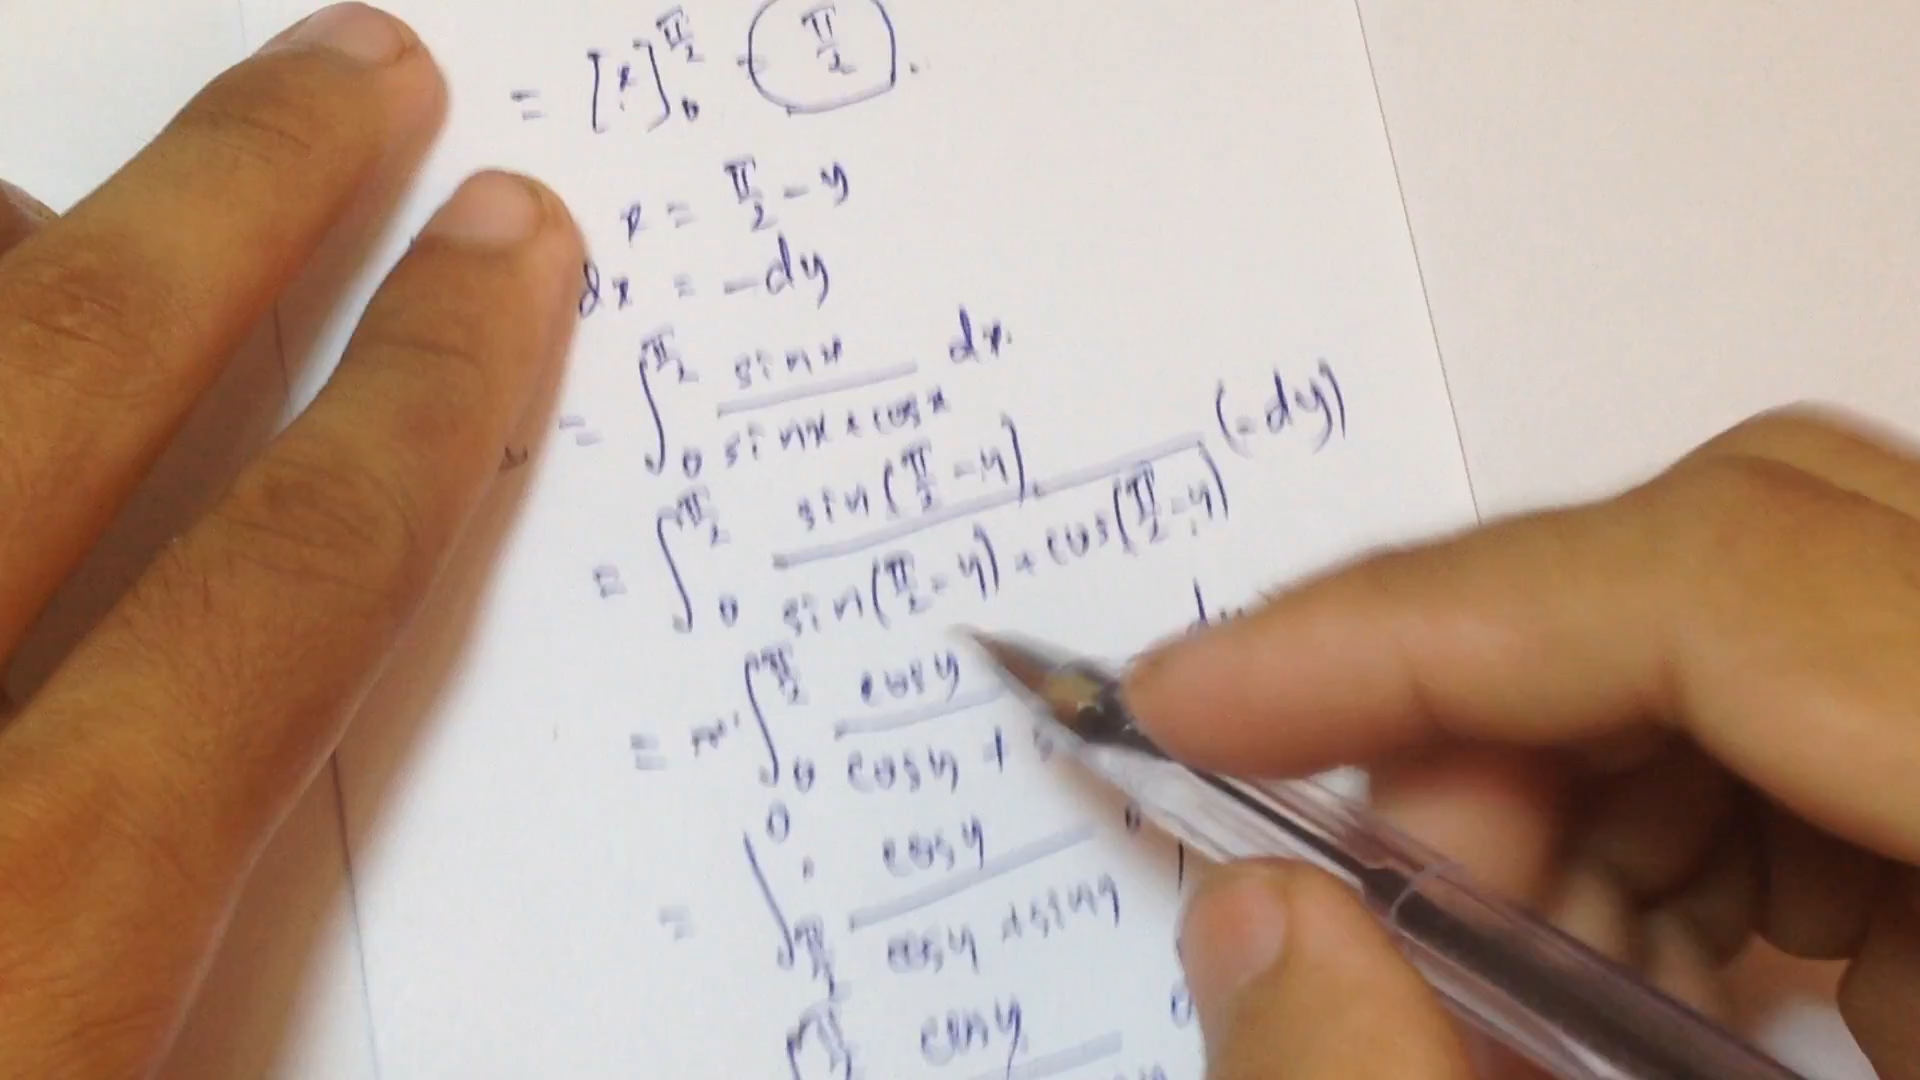 = [x]₀^{π/2} = π/2 .
x = π/2 - y
dx = -dy
= ∫₀^{π/2} sin x / (sin x + cos x) dx.
= ∫₀^{π/2} sin(π/2 - y) / (sin(π/2 - y) + cos(π/2 - y)) (-dy)
= ∫₀^{π/2} cos y / (cos y +
= ∫_{π/2}^{0} cos y / (cos y + sin y)
π/2 cos y